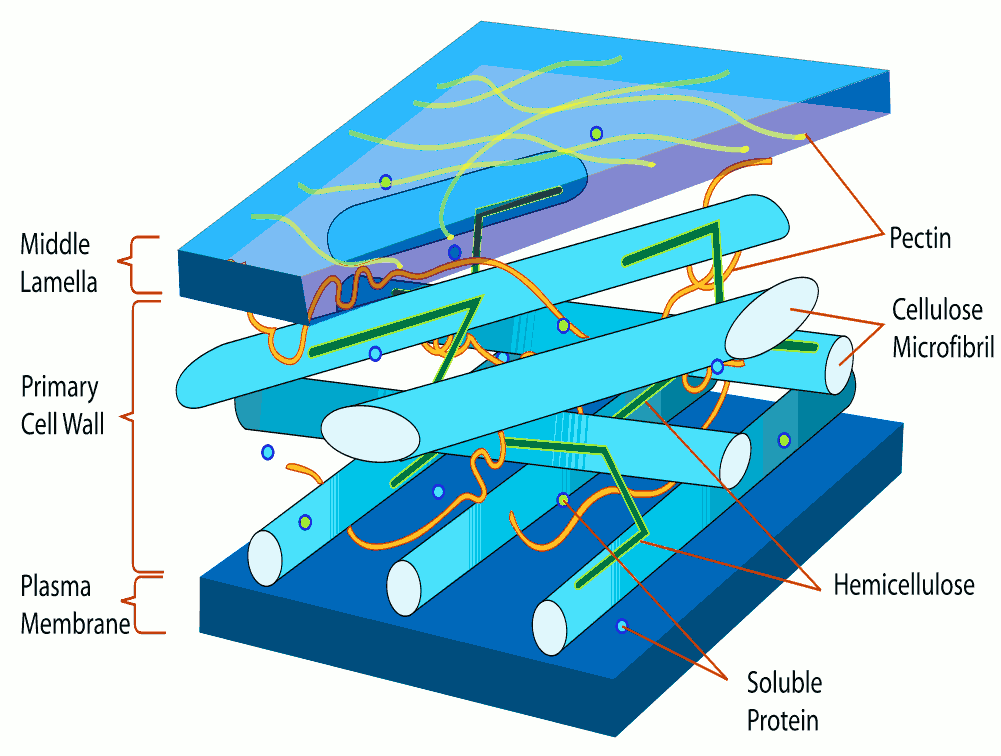 Middle
Lamella
Primary
Cell Wall
Plasma
Membrane
Pectin
Cellulose
Microfibril
Hemicellulose
Soluble
Protein